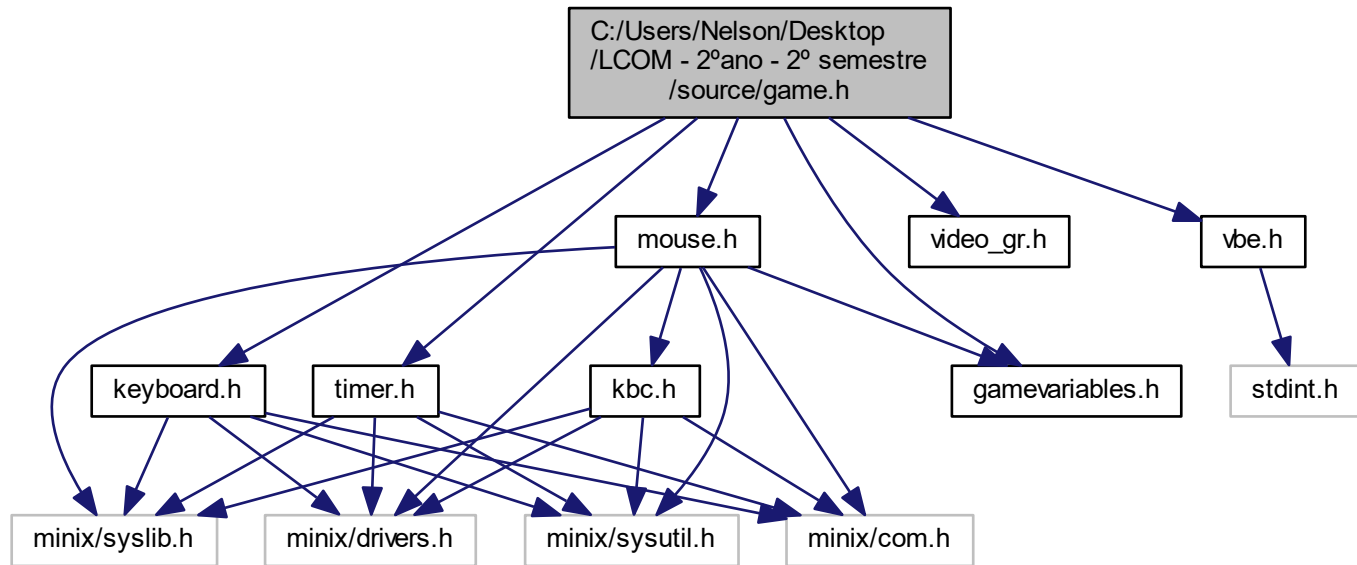 C:/Users/Nelson/Desktop
/LCOM - 2ºano - 2º semestre
/source/game.h
mouse.h
video_gr.h
vbe.h
keyboard.h
timer.h
kbc.h
gamevariables.h
stdint.h
minix/syslib.h
minix/drivers.h
minix/sysutil.h
minix/com.h